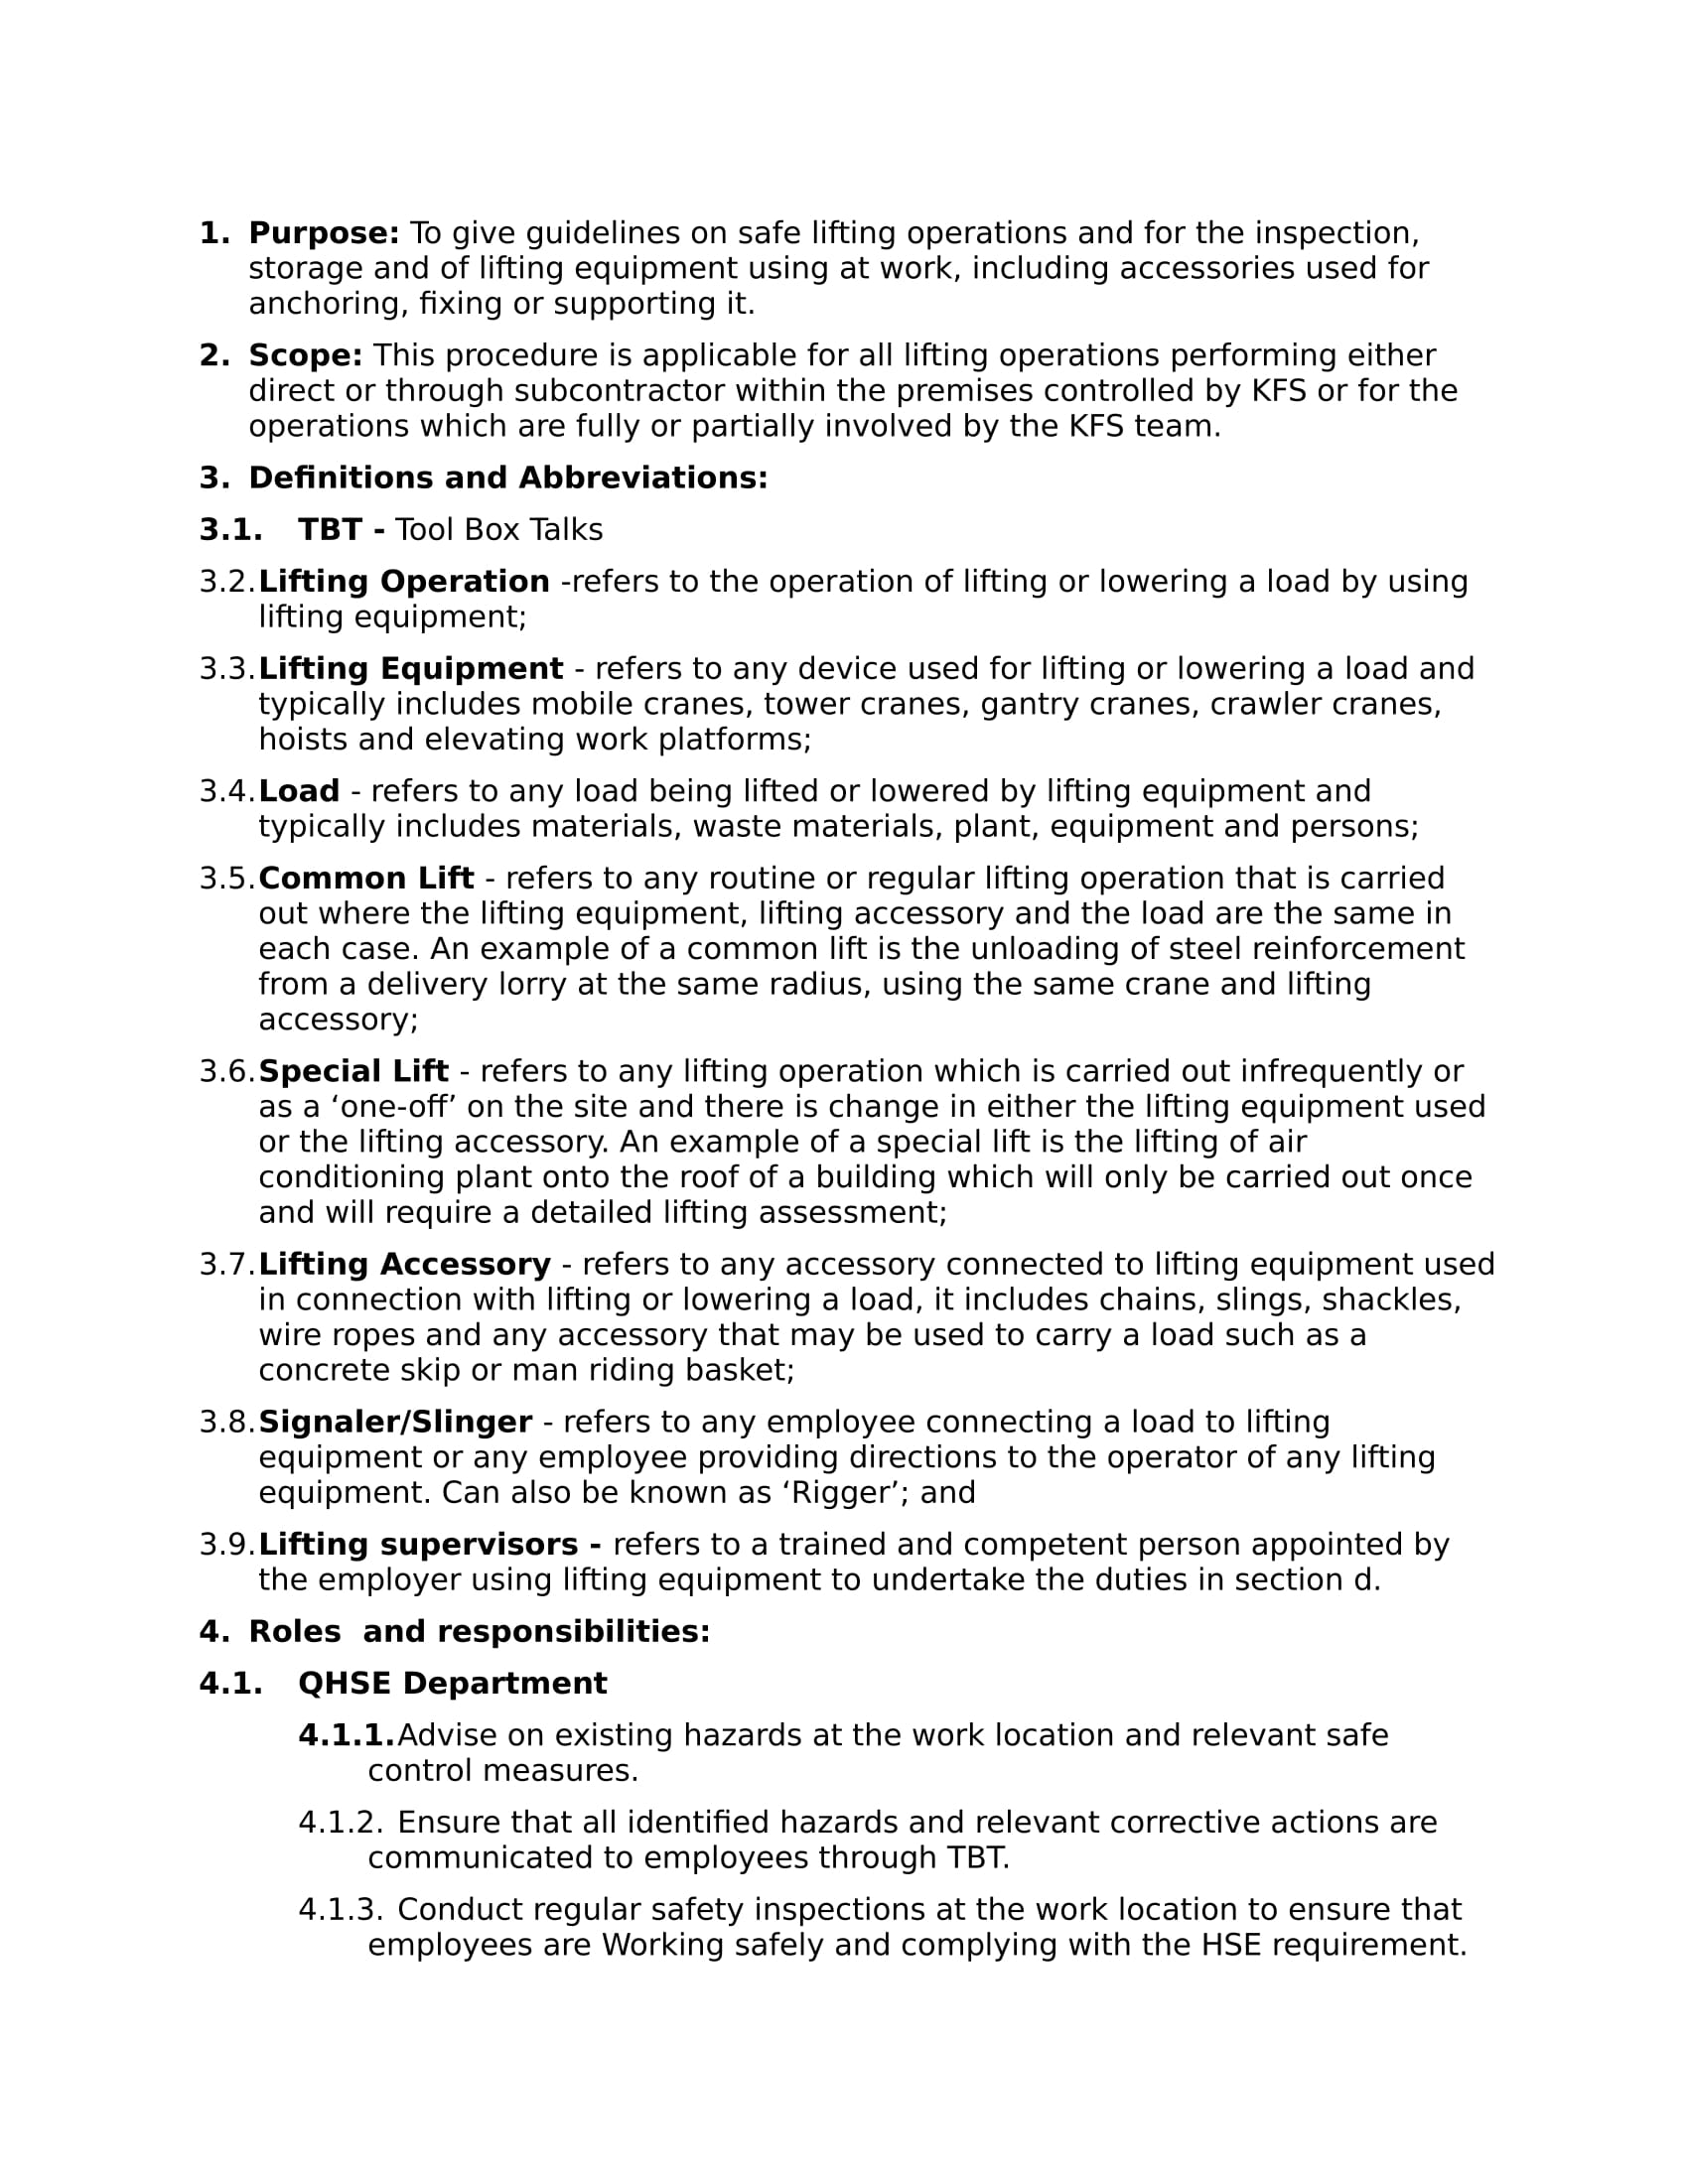 1. Purpose: To give guidelines on safe lifting operations and for the inspection,
storage and of lifting equipment using at work, including accessories used for
anchoring, fixing or supporting it.
2. Scope: This procedure is applicable for all lifting operations performing either
direct or through subcontractor within the premises controlled by KFS or for the
operations which are fully or partially involved by the KFS team.
3. Definitions and Abbreviations:
3.1. TBT - Tool Box Talks
3.2. Lifting Operation -refers to the operation of lifting or lowering a load by using
lifting equipment;
3.3. Lifting Equipment - refers to any device used for lifting or lowering a load and
typically includes mobile cranes, tower cranes, gantry cranes, crawler cranes,
hoists and elevating work platforms;
3.4. Load - refers to any load being lifted or lowered by lifting equipment and
typically includes materials, waste materials, plant, equipment and persons;
3.5. Common Lift - refers to any routine or regular lifting operation that is carried
out where the lifting equipment, lifting accessory and the load are the same in
each case. An example of a common lift is the unloading of steel reinforcement
from a delivery lorry at the same radius, using the same crane and lifting
accessory;
3.6. Special Lift - refers to any lifting operation which is carried out infrequently or
as a ‘one-off’ on the site and there is change in either the lifting equipment used
or the lifting accessory. An example of a special lift is the lifting of air
conditioning plant onto the roof of a building which will only be carried out once
and will require a detailed lifting assessment;
3.7. Lifting Accessory - refers to any accessory connected to lifting equipment used
in connection with lifting or lowering a load, it includes chains, slings, shackles,
wire ropes and any accessory that may be used to carry a load such as a
concrete skip or man riding basket;
3.8. Signaler/Slinger - refers to any employee connecting a load to lifting
equipment or any employee providing directions to the operator of any lifting
equipment. Can also be known as ‘Rigger’; and
3.9. Lifting supervisors - refers to a trained and competent person appointed by
the employer using lifting equipment to undertake the duties in section d.
4. Roles  and responsibilities:
4.1. QHSE Department
4.1.1. Advise on existing hazards at the work location and relevant safe
control measures.
4.1.2. Ensure that all identified hazards and relevant corrective actions are
communicated to employees through TBT.
4.1.3. Conduct regular safety inspections at the work location to ensure that
employees are Working safely and complying with the HSE requirement.